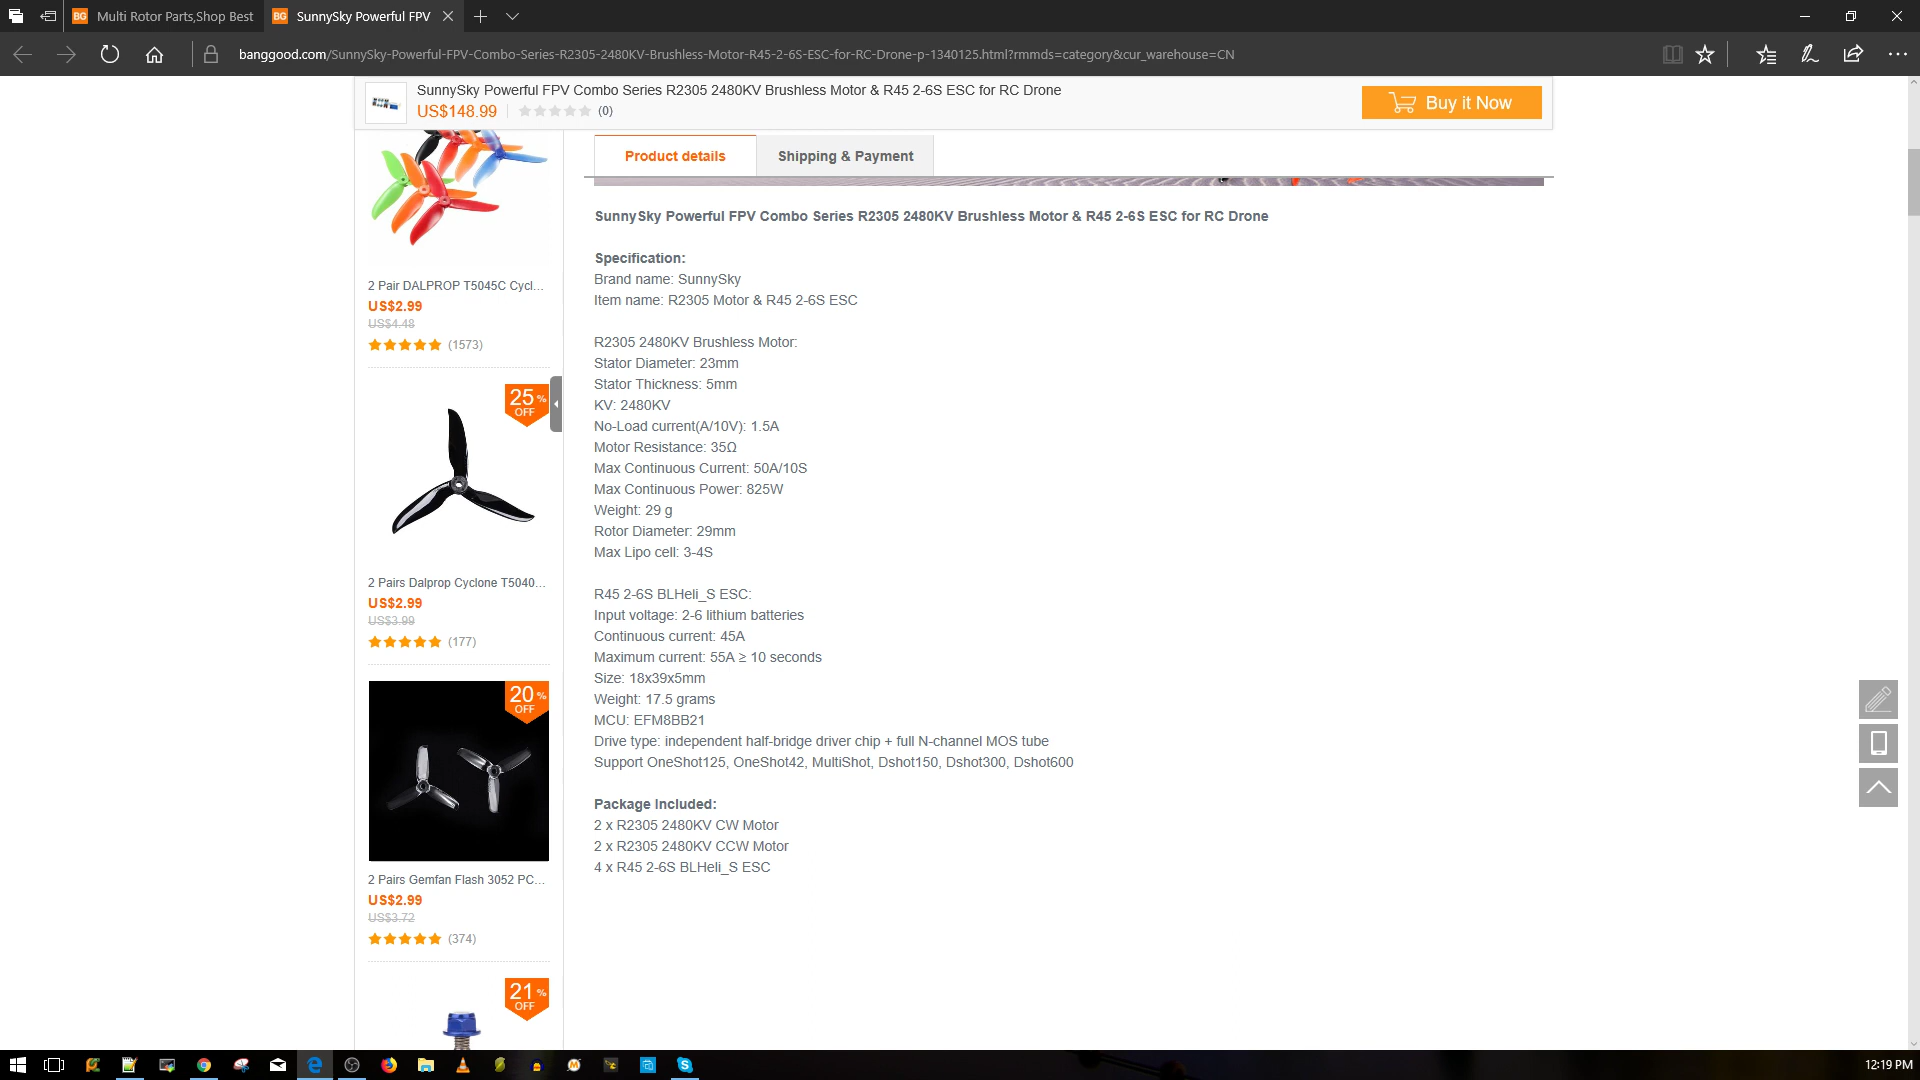 Multi Rotor Parts,Shop Best
SunnySky Powerful FPV
banggood.com/SunnySky-Powerful-FPV-Combo-Series-R2305-2480KV-Brushless-Motor-R45-2-6S-ESC-for-RC-Drone-p-1340125.html?rmmds=category&cur_warehouse=CN
SunnySky Powerful FPV Combo Series R2305 2480KV Brushless Motor & R45 2-6S ESC for RC Drone
US$148.99 (0)
Buy it Now
2 Pair DALPROP T5045C Cycl...
US$2.99
US$4.48
(1573)
25% OFF
2 Pairs Dalprop Cyclone T5040...
US$2.99
US$3.99
(177)
20% OFF
2 Pairs Gemfan Flash 3052 PC...
US$2.99
US$3.72
(374)
21% OFF
Product details
Shipping & Payment
SunnySky Powerful FPV Combo Series R2305 2480KV Brushless Motor & R45 2-6S ESC for RC Drone
Specification:
Brand name: SunnySky
Item name: R2305 Motor & R45 2-6S ESC
R2305 2480KV Brushless Motor:
Stator Diameter: 23mm
Stator Thickness: 5mm
KV: 2480KV
No-Load current(A/10V): 1.5A
Motor Resistance: 35Ω
Max Continuous Current: 50A/10S
Max Continuous Power: 825W
Weight: 29 g
Rotor Diameter: 29mm
Max Lipo cell: 3-4S
R45 2-6S BLHeli_S ESC:
Input voltage: 2-6 lithium batteries
Continuous current: 45A
Maximum current: 55A ≥ 10 seconds
Size: 18x39x5mm
Weight: 17.5 grams
MCU: EFM8BB21
Drive type: independent half-bridge driver chip + full N-channel MOS tube
Support OneShot125, OneShot42, MultiShot, Dshot150, Dshot300, Dshot600
Package Included:
2 x R2305 2480KV CW Motor
2 x R2305 2480KV CCW Motor
4 x R45 2-6S BLHeli_S ESC
12:19 PM